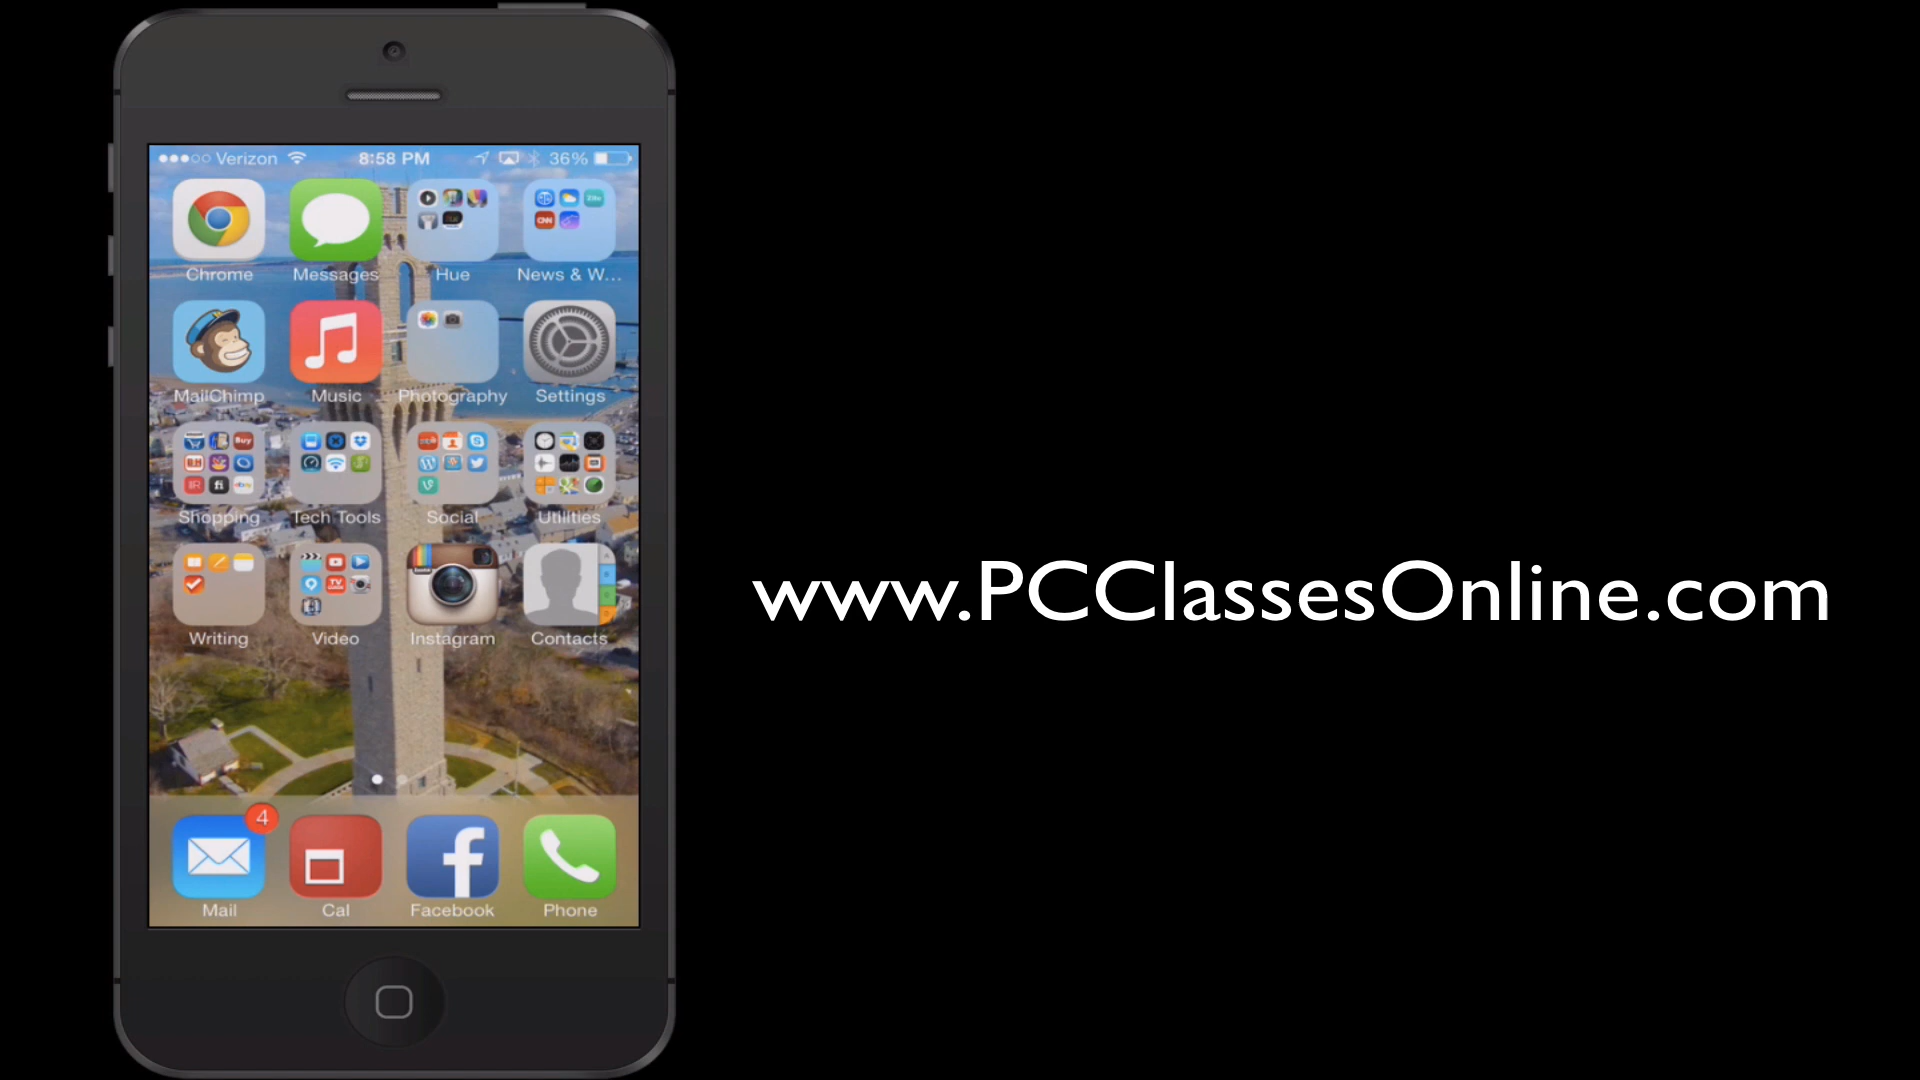 Verizon 8:58 PM 36%
Chrome Messages Hue News & W...
MailChimp Music Photography Settings
Shopping Tech Tools Social Utilities
Writing Video Instagram Contacts
www.PCClassesOnline.com
4
Mail Cal Facebook Phone